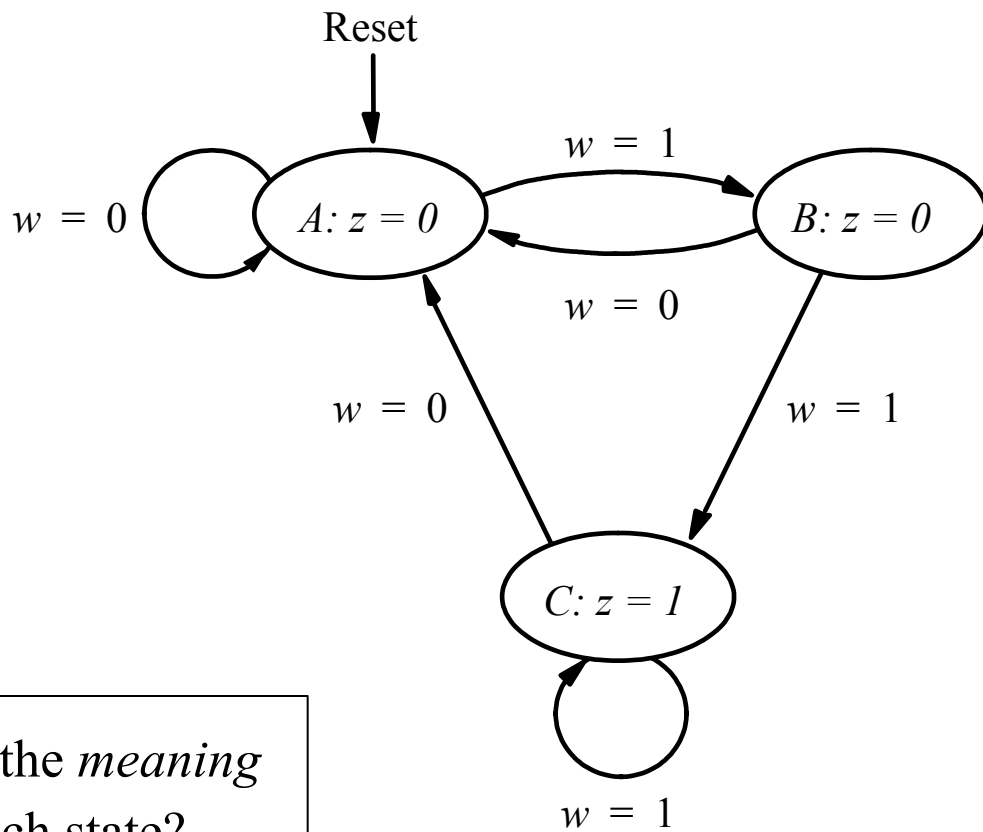 Reset
w = 1
w = 0
A: z = 0
B: z = 0
w = 0
w = 0
w = 1
C: z = 1
the meaning
ch state?
w = 1